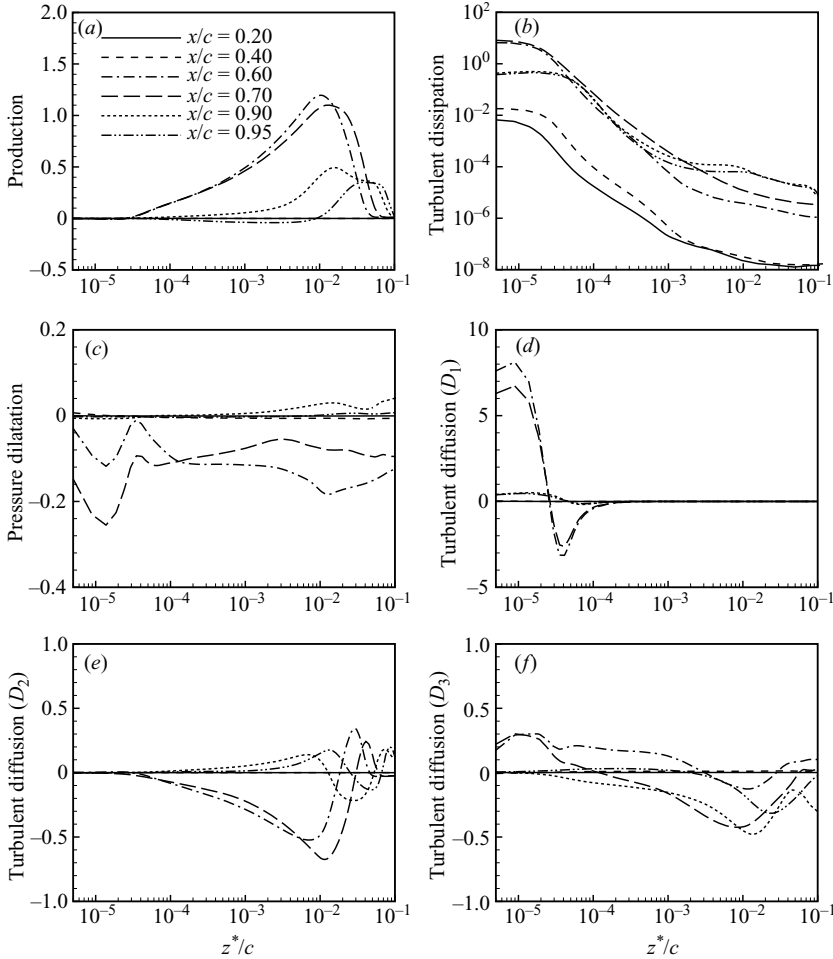 (a)
x/c = 0.20
x/c = 0.40
x/c = 0.60
x/c = 0.70
x/c = 0.90
x/c = 0.95
Production
1.5
1.0
0.5
0
−0.5
10⁻⁵ 10⁻⁴ 10⁻³ 10⁻² 10⁻¹
(b)
Turbulent dissipation
10²
10⁰
10⁻²
10⁻⁴
10⁻⁶
10⁻⁸
10⁻⁵ 10⁻⁴ 10⁻³ 10⁻² 10⁻¹
(c)
Pressure dilatation
0.2
0
−0.2
−0.4
10⁻⁵ 10⁻⁴ 10⁻³ 10⁻² 10⁻¹
(d)
Turbulent diffusion (D₁)
10
5
0
−5
10⁻⁵ 10⁻⁴ 10⁻³ 10⁻² 10⁻¹
(e)
Turbulent diffusion (D₂)
1.0
0.5
0
−0.5
−1.0
10⁻⁵ 10⁻⁴ 10⁻³ 10⁻² 10⁻¹
z*/c
(f)
Turbulent diffusion (D₃)
1.0
0.5
0
−0.5
−1.0
10⁻⁵ 10⁻⁴ 10⁻³ 10⁻² 10⁻¹
z*/c